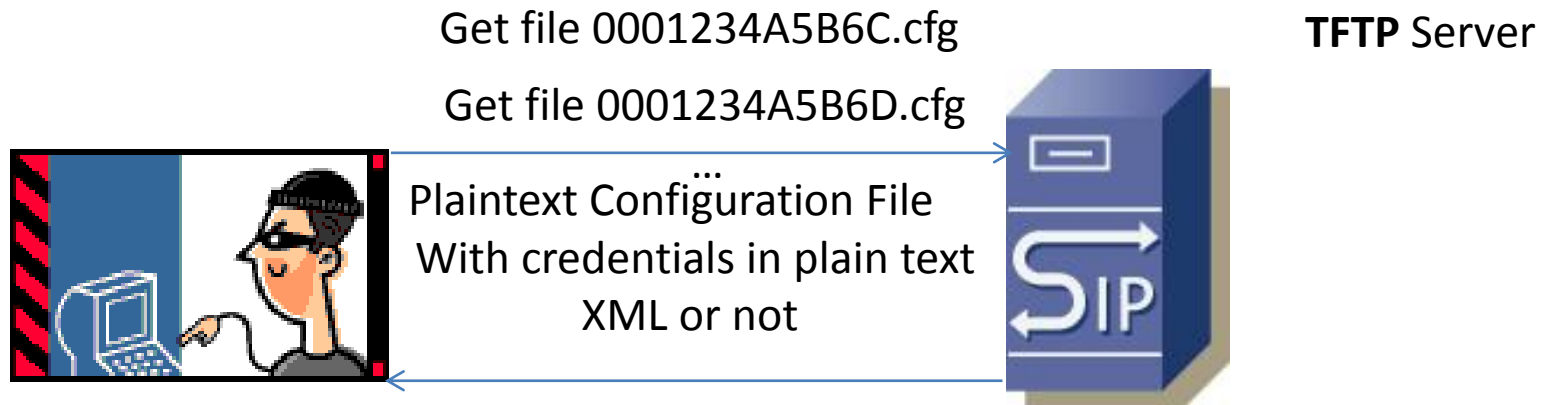 Get file 0001234A5B6C.cfg
TFTP Server
Get file 0001234A5B6D.cfg
...
Plaintext Configuration File
With credentials in plain text
XML or not
SIP